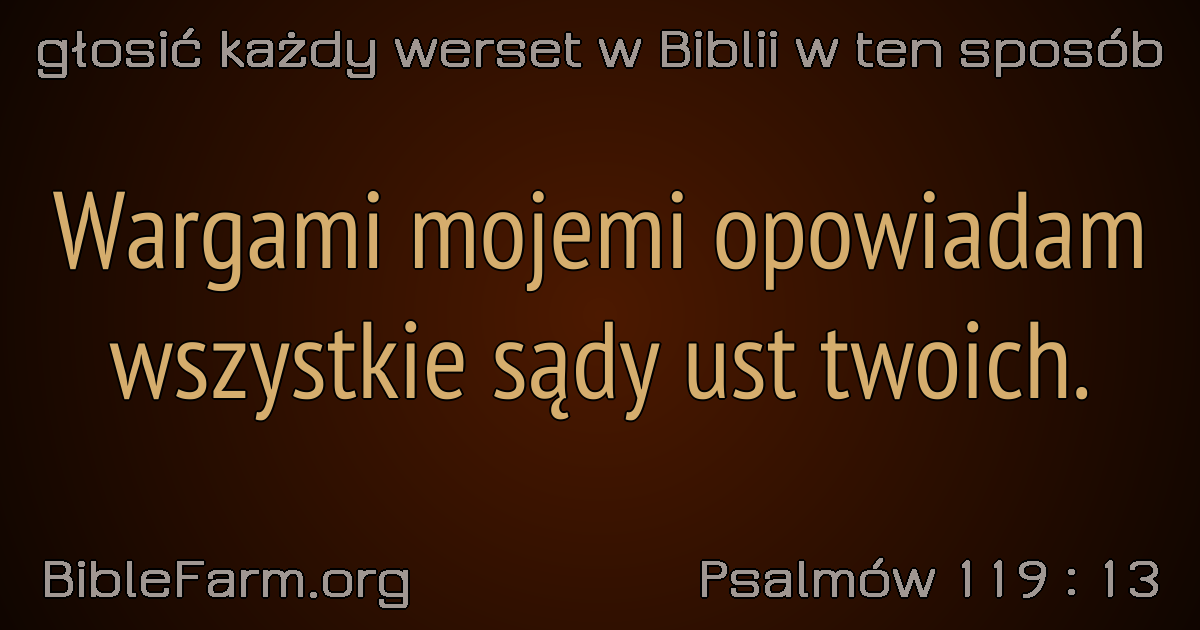 głosić każdy werset w Biblii w ten sposób
Wargami mojemi opowiadam
wszystkie sądy ust twoich.
BibleFarm.org
Psalmów 119 : 13